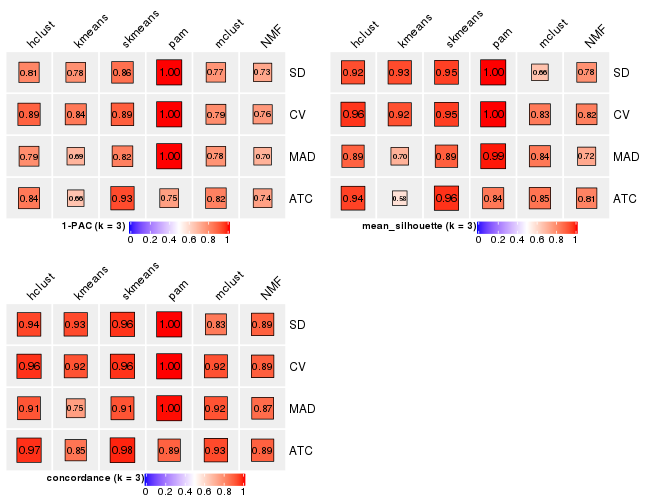 hclust kmeans skmeans pam mclust NMF
0.81 0.78 0.86 1.00 0.77 0.73 SD
0.89 0.84 0.89 1.00 0.79 0.76 CV
0.79 0.69 0.82 1.00 0.78 0.70 MAD
0.84 0.66 0.93 0.75 0.82 0.74 ATC
1-PAC (k = 3)
0 0.2 0.4 0.6 0.8 1
hclust kmeans skmeans pam mclust NMF
0.92 0.93 0.95 1.00 0.66 0.78 SD
0.96 0.92 0.95 1.00 0.83 0.82 CV
0.89 0.70 0.89 0.99 0.84 0.72 MAD
0.94 0.58 0.96 0.84 0.85 0.81 ATC
mean_silhouette (k = 3)
0 0.2 0.4 0.6 0.8 1
hclust kmeans skmeans pam mclust NMF
0.94 0.93 0.96 1.00 0.83 0.89 SD
0.96 0.92 0.96 1.00 0.92 0.89 CV
0.91 0.75 0.91 1.00 0.92 0.87 MAD
0.97 0.85 0.98 0.89 0.93 0.89 ATC
concordance (k = 3)
0 0.2 0.4 0.6 0.8 1